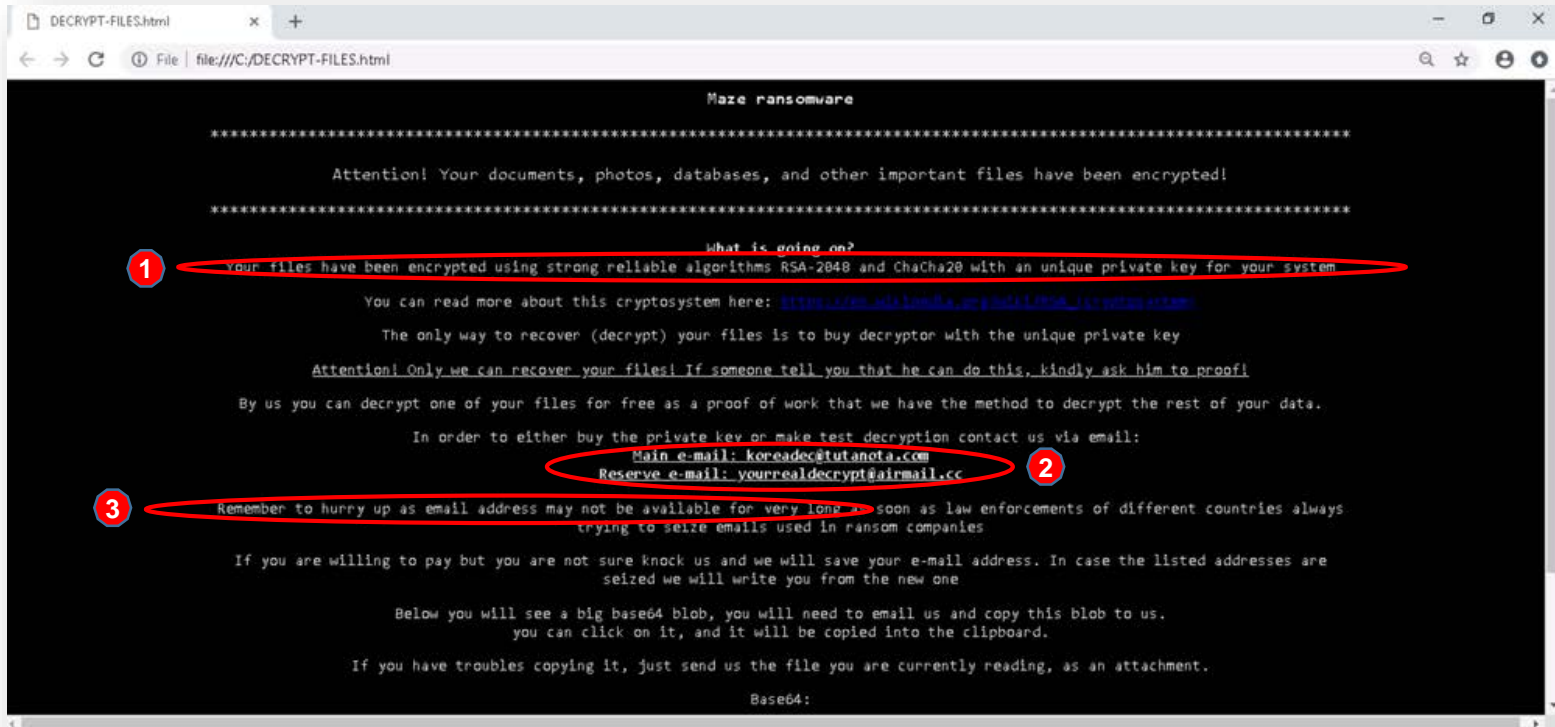 DECRYPT-FILES.html
File | file:///C:/DECRYPT-FILES.html
Maze ransomware
*********************************************************************************************************************
Attention! Your documents, photos, databases, and other important files have been encrypted!
*********************************************************************************************************************
What is going on?
1
Your files have been encrypted using strong reliable algorithms RSA-2048 and ChaCha20 with an unique private key for your system
You can read more about this cryptosystem here:
The only way to recover (decrypt) your files is to buy decryptor with the unique private key
Attention! Only we can recover your files! If someone tell you that he can do this, kindly ask him to proof!
By us you can decrypt one of your files for free as a proof of work that we have the method to decrypt the rest of your data.
In order to either buy the private key or make test decryption contact us via email:
Main e-mail: koreadec@tutanota.com
Reserve e-mail: yourrealdecrypt@airmail.cc
2
3
Remember to hurry up as email address may not be available for very long as soon as law enforcements of different countries always
trying to seize emails used in ransom companies
If you are willing to pay but you are not sure knock us and we will save your e-mail address. In case the listed addresses are
seized we will write you from the new one
Below you will see a big base64 blob, you will need to email us and copy this blob to us.
you can click on it, and it will be copied into the clipboard.
If you have troubles copying it, just send us the file you are currently reading, as an attachment.
Base64: